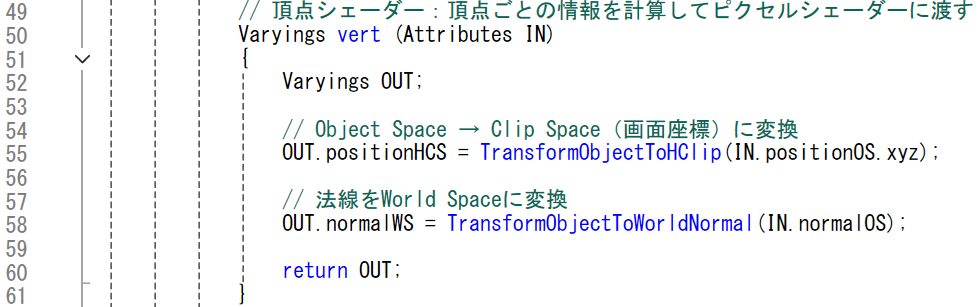 49 // 頂点シェーダー：頂点ごとの情報を計算してピクセルシェーダーに渡す
50 Varyings vert (Attributes IN)
51 {
52 Varyings OUT;
53
54 // Object Space → Clip Space（画面座標）に変換
55 OUT.positionHCS = TransformObjectToHClip(IN.positionOS.xyz);
56
57 // 法線をWorld Spaceに変換
58 OUT.normalWS = TransformObjectToWorldNormal(IN.normalOS);
59
60 return OUT;
61 }